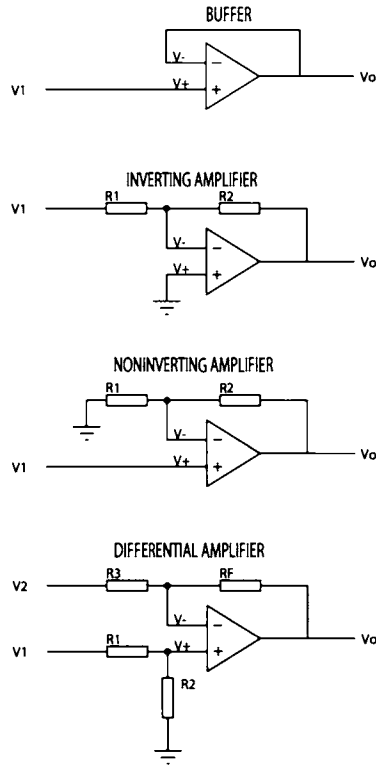 BUFFER
V-
V1 V+ Vo
INVERTING AMPLIFIER
V1 R1 R2
V-
V+ Vo
NONINVERTING AMPLIFIER
R1 R2
V-
V1 V+ Vo
DIFFERENTIAL AMPLIFIER
V2 R3 RF
V-
V1 R1 V+ Vo
R2